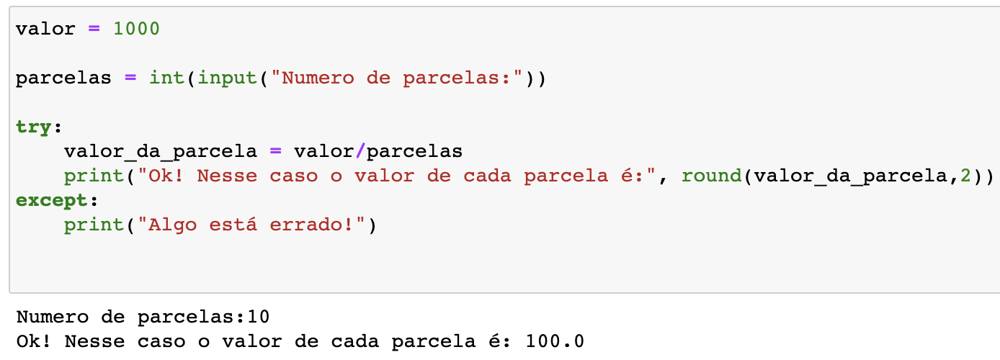 valor = 1000
parcelas = int(input("Numero de parcelas:"))
try:
    valor_da_parcela = valor/parcelas
    print("Ok! Nesse caso o valor de cada parcela é:", round(valor_da_parcela,2))
except:
    print("Algo está errado!")
Numero de parcelas:10
Ok! Nesse caso o valor de cada parcela é: 100.0